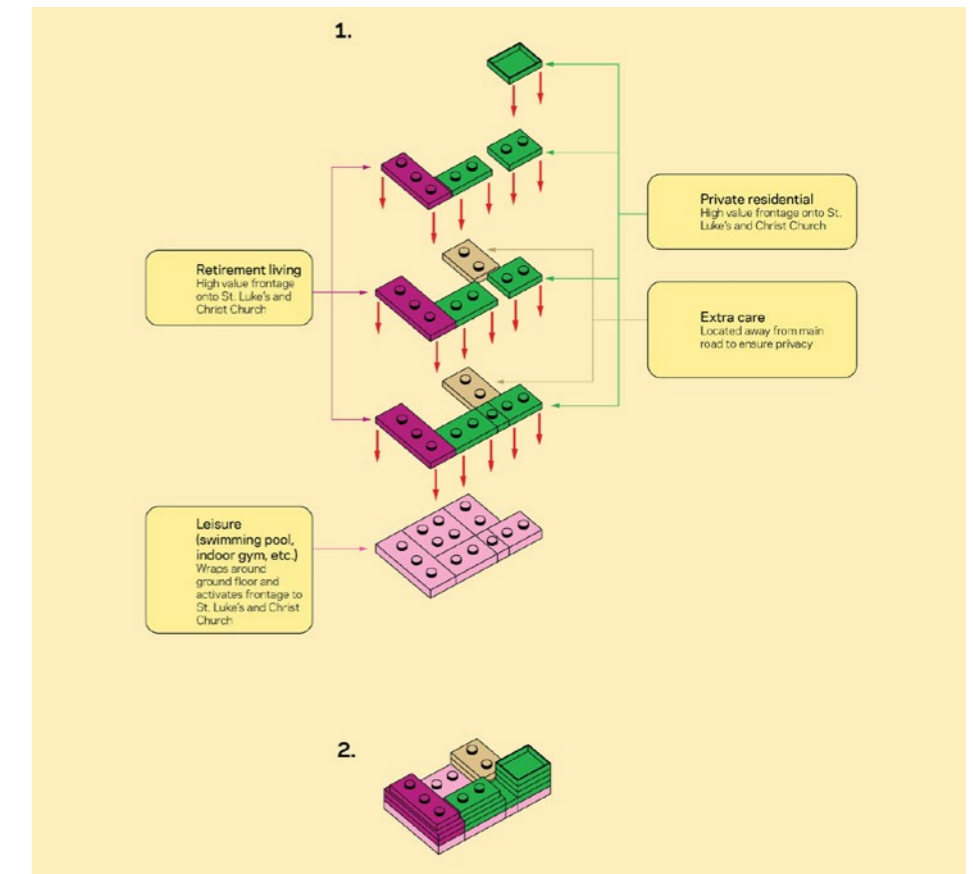 1.
Private residential
High value frontage onto St.
Luke's and Christ Church
Retirement living
High value frontage
onto St. Luke's and
Christ Church
Extra care
Located away from main
road to ensure privacy
Leisure
(swimming pool,
indoor gym, etc.)
Wraps around
ground floor and
activates frontage to
St. Luke's and Christ
Church
2.